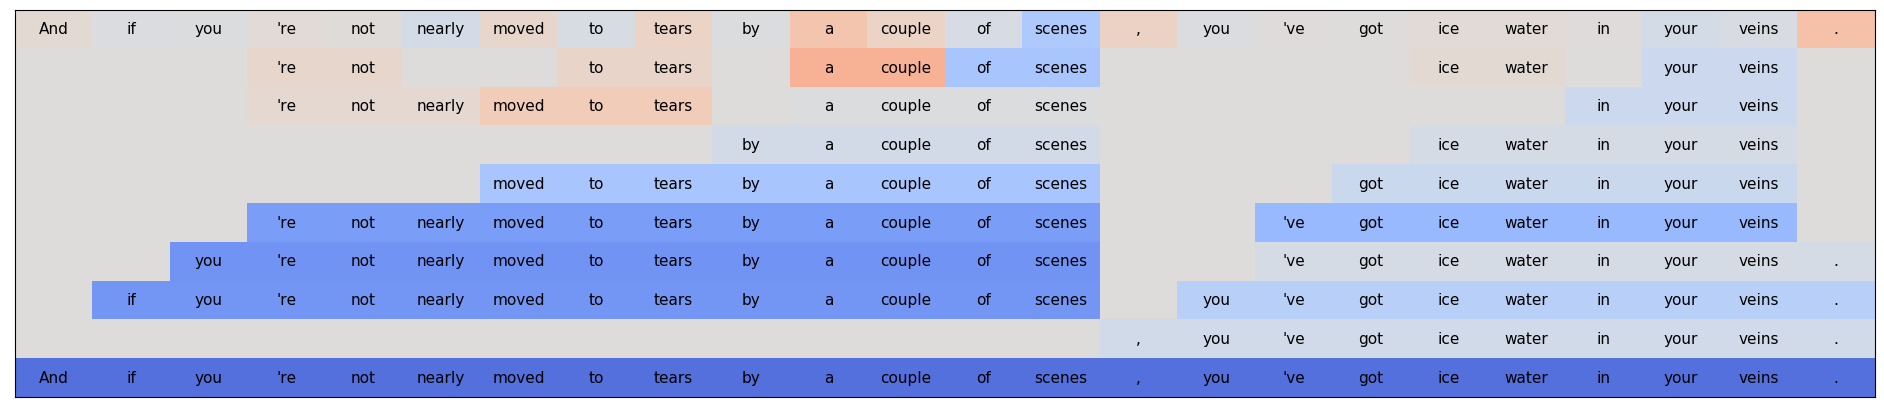 And if you 're not nearly moved to tears by a couple of scenes , you 've got ice water in your veins .
're not to tears a couple of scenes ice water your veins
're not nearly moved to tears a couple of scenes in your veins
by a couple of scenes ice water in your veins
moved to tears by a couple of scenes got ice water in your veins
're not nearly moved to tears by a couple of scenes 've got ice water in your veins
you 're not nearly moved to tears by a couple of scenes 've got ice water in your veins .
if you 're not nearly moved to tears by a couple of scenes you 've got ice water in your veins .
, you 've got ice water in your veins .
And if you 're not nearly moved to tears by a couple of scenes , you 've got ice water in your veins .